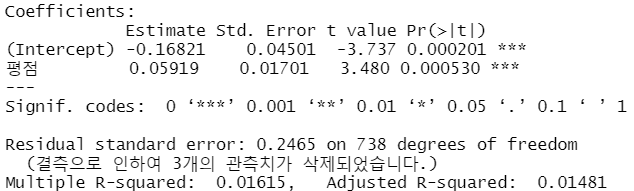 Coefficients:
Estimate Std. Error t value Pr(>|t|)
(Intercept) -0.16821 0.04501 -3.737 0.000201 ***
평점 0.05919 0.01701 3.480 0.000530 ***
---
Signif. codes: 0 ‘***’ 0.001 ‘**’ 0.01 ‘*’ 0.05 ‘.’ 0.1 ‘ ’ 1
Residual standard error: 0.2465 on 738 degrees of freedom
(결측으로 인하여 3개의 관측치가 삭제되었습니다.)
Multiple R-squared: 0.01615, Adjusted R-squared: 0.01481